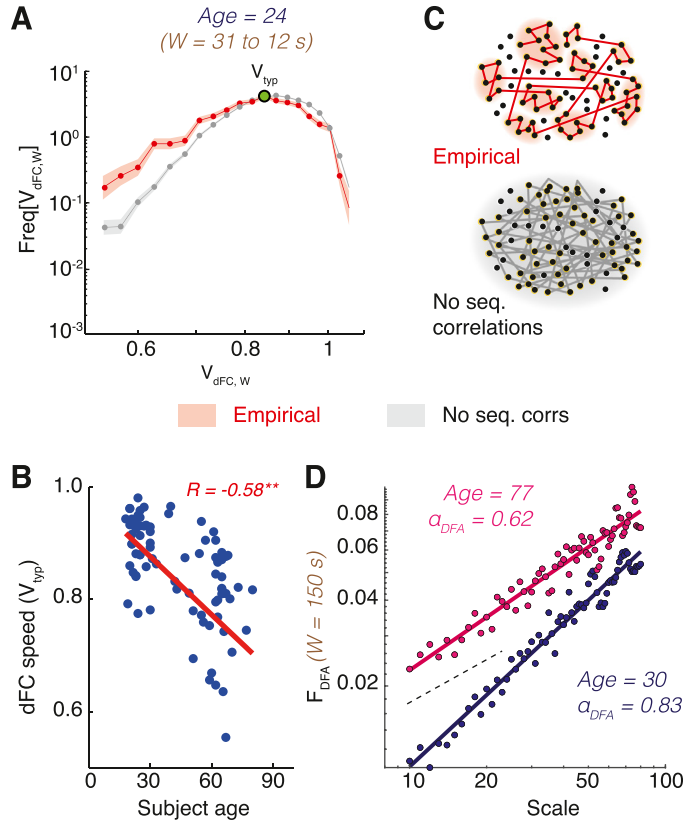 A
Age = 24
(W = 31 to 12 s)
V_typ
Freq[V_dFC,W]
10^1
10^0
10^-1
10^-2
10^-3
0.6
0.8
1
V_dFC, W
C
Empirical
No seq.
correlations
Empirical
No seq. corrs
B
R = -0.58**
dFC speed (V_typ)
1.0
0.8
0.6
0
30
60
90
Subject age
D
Age = 77
α_DFA = 0.62
F_DFA (W = 150 s)
0.08
0.06
0.04
0.02
Age = 30
α_DFA = 0.83
10
20
50
100
Scale